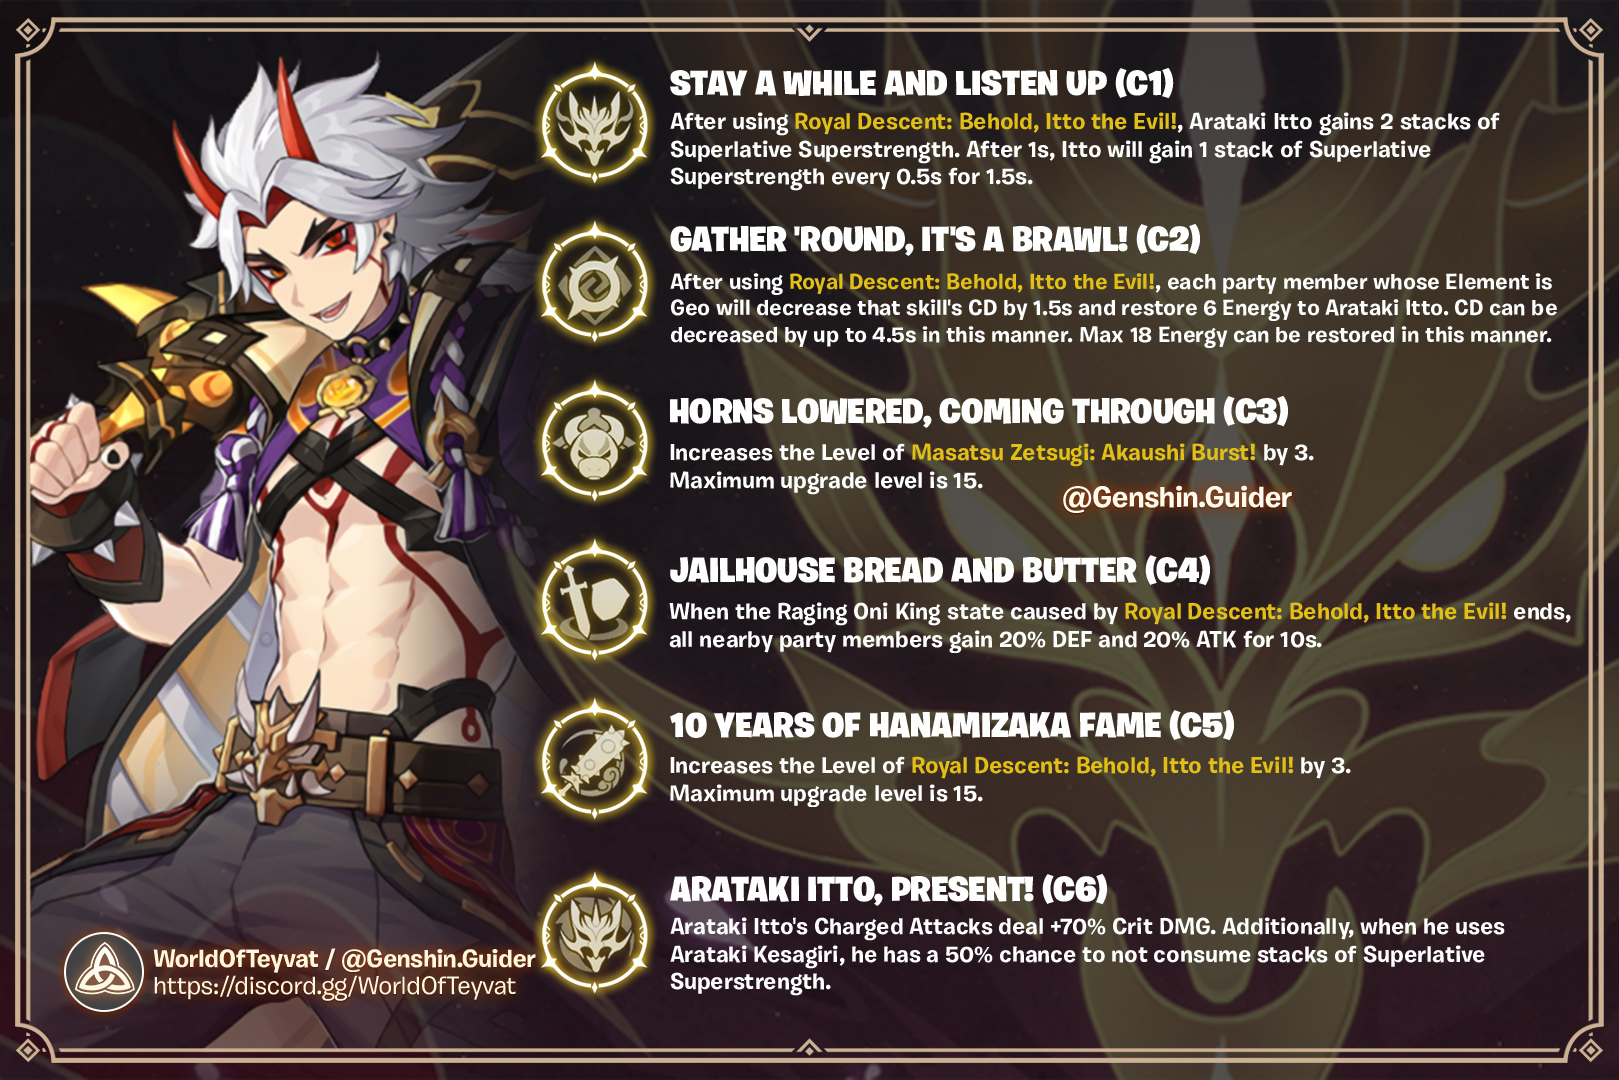 STAY A WHILE AND LISTEN UP (C1)
After using Royal Descent: Behold, Itto the Evil!, Arataki Itto gains 2 stacks of
Superlative Superstrength. After 1s, Itto will gain 1 stack of Superlative
Superstrength every 0.5s for 1.5s.
GATHER 'ROUND, IT'S A BRAWL! (C2)
After using Royal Descent: Behold, Itto the Evil!, each party member whose Element is
Geo will decrease that skill's CD by 1.5s and restore 6 Energy to Arataki Itto. CD can be
decreased by up to 4.5s in this manner. Max 18 Energy can be restored in this manner.
HORNS LOWERED, COMING THROUGH (C3)
Increases the Level of Masatsu Zetsugi: Akaushi Burst! by 3.
Maximum upgrade level is 15.
@Genshin.Guider
JAILHOUSE BREAD AND BUTTER (C4)
When the Raging Oni King state caused by Royal Descent: Behold, Itto the Evil! ends,
all nearby party members gain 20% DEF and 20% ATK for 10s.
10 YEARS OF HANAMIZAKA FAME (C5)
Increases the Level of Royal Descent: Behold, Itto the Evil! by 3.
Maximum upgrade level is 15.
ARATAKI ITTO, PRESENT! (C6)
Arataki Itto's Charged Attacks deal +70% Crit DMG. Additionally, when he uses
Arataki Kesagiri, he has a 50% chance to not consume stacks of Superlative
Superstrength.
WorldOfTeyvat / @Genshin.Guider
https://discord.gg/WorldOfTeyvat